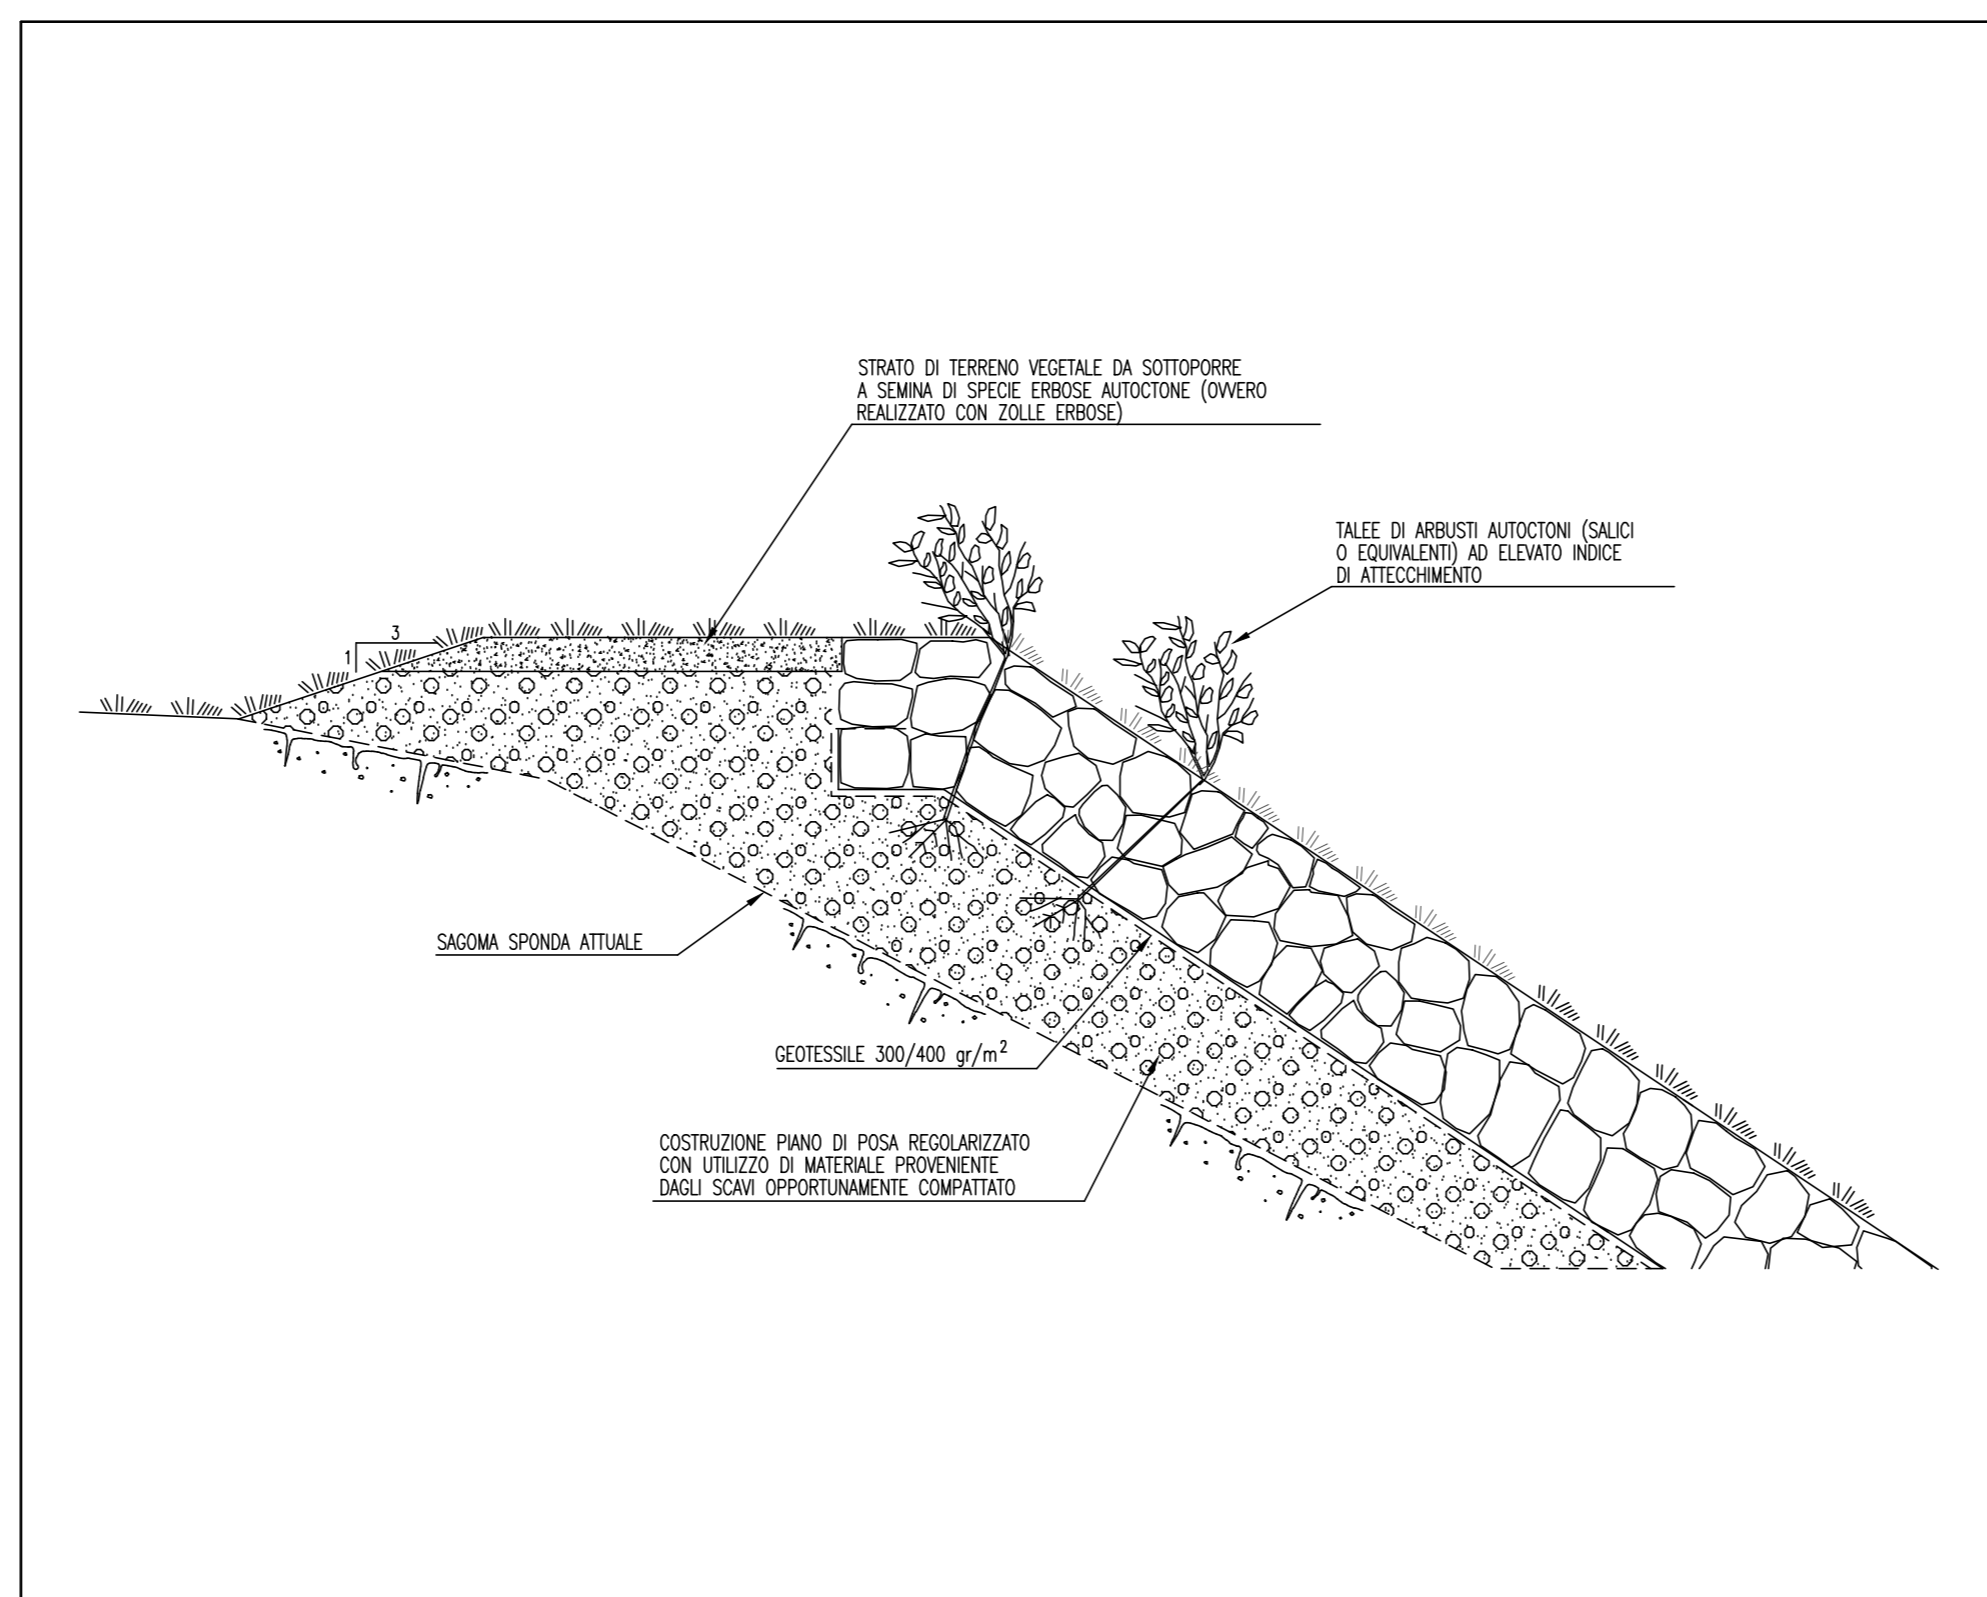 STRATO DI TERRENO VEGETALE DA SOTTOPORRE
A SEMINA DI SPECIE ERBOSE AUTOCTONE (OVVERO
REALIZZATO CON ZOLLE ERBOSE)
TALEE DI ARBUSTI AUTOCTONI (SALICI
O EQUIVALENTI) AD ELEVATO INDICE
DI ATTECCHIMENTO
3
1
SAGOMA SPONDA ATTUALE
GEOTESSILE 300/400 gr/m²
COSTRUZIONE PIANO DI POSA REGOLARIZZATO
CON UTILIZZO DI MATERIALE PROVENIENTE
DAGLI SCAVI OPPORTUNAMENTE COMPATTATO